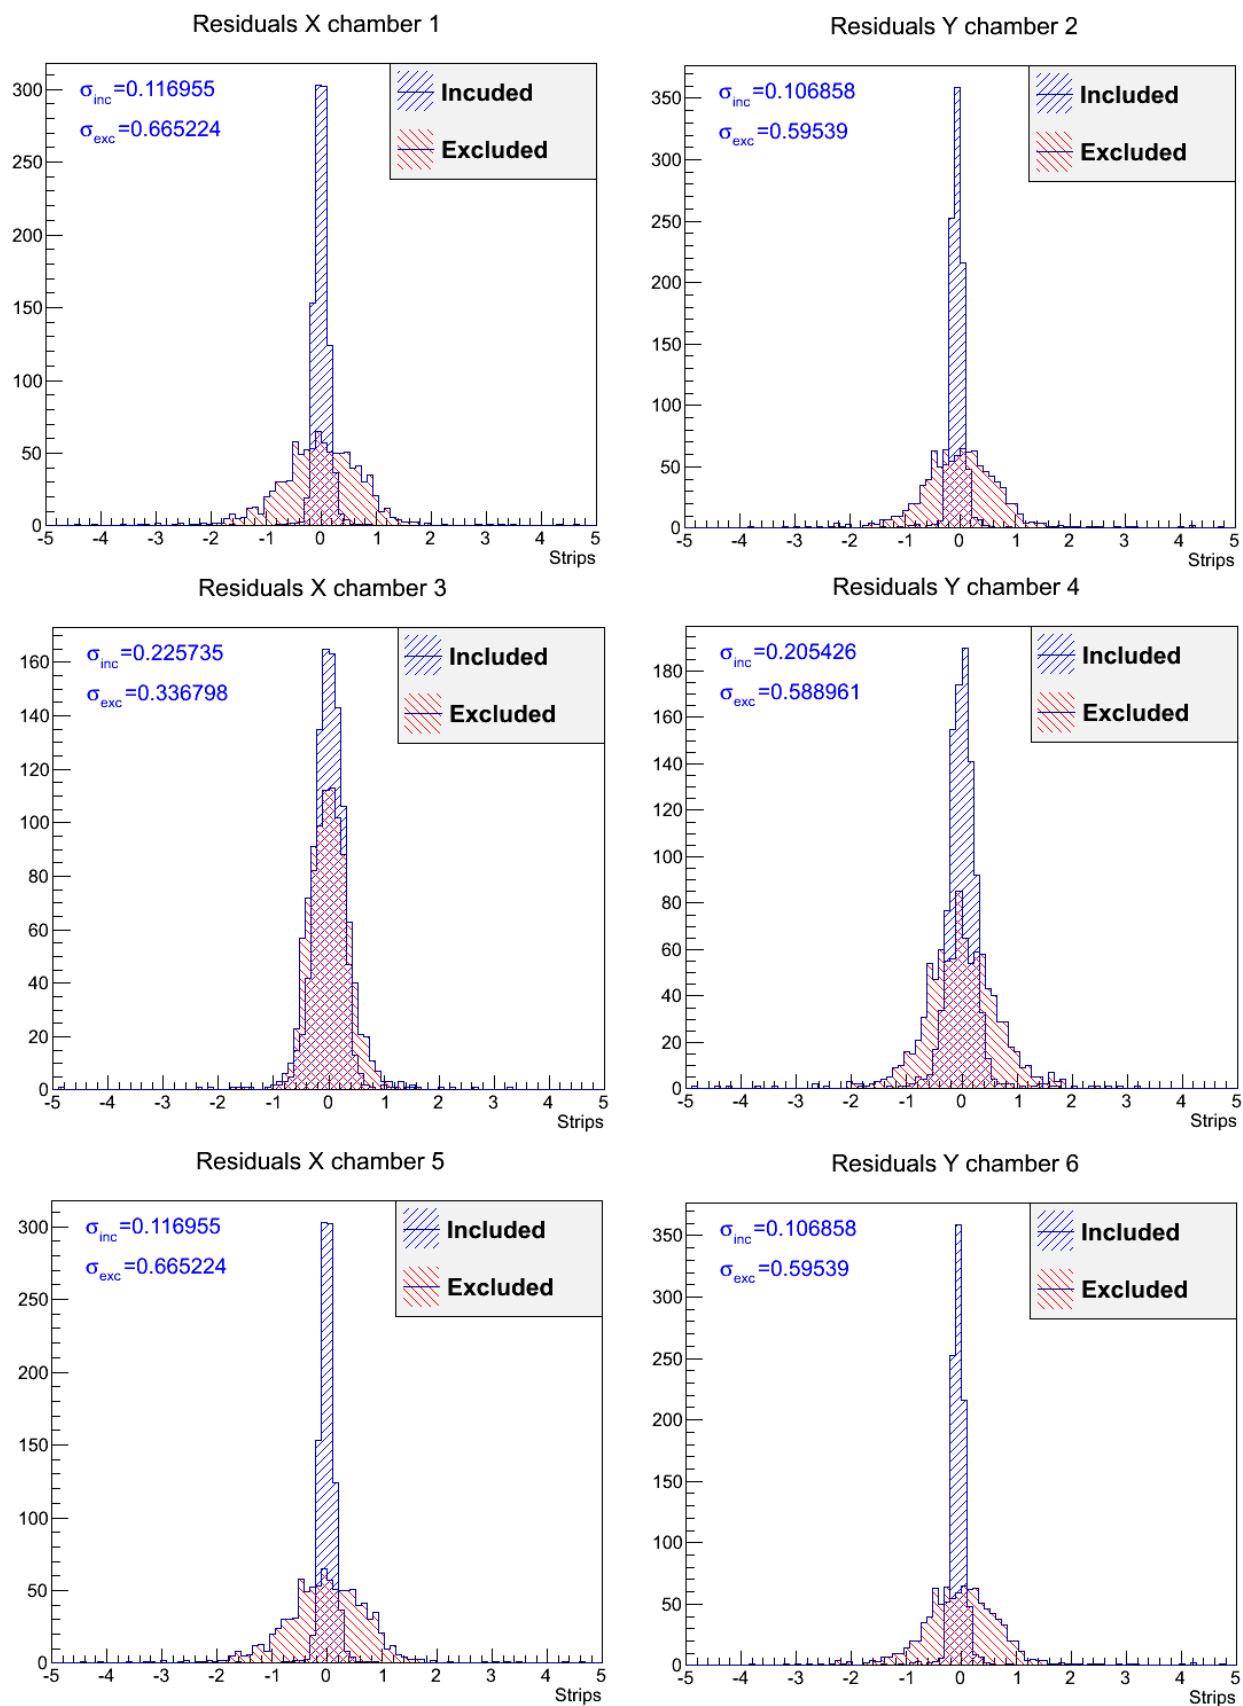 Residuals X chamber 1
σinc=0.116955
σexc=0.665224
Incuded
Excluded
300
250
200
150
100
50
0
-5 -4 -3 -2 -1 0 1 2 3 4 5
Strips
Residuals Y chamber 2
σinc=0.106858
σexc=0.59539
Included
Excluded
350
300
250
200
150
100
50
0
-5 -4 -3 -2 -1 0 1 2 3 4 5
Strips
Residuals X chamber 3
σinc=0.225735
σexc=0.336798
Included
Excluded
160
140
120
100
80
60
40
20
0
-5 -4 -3 -2 -1 0 1 2 3 4 5
Strips
Residuals Y chamber 4
σinc=0.205426
σexc=0.588961
Included
Excluded
180
160
140
120
100
80
60
40
20
0
-5 -4 -3 -2 -1 0 1 2 3 4 5
Strips
Residuals X chamber 5
σinc=0.116955
σexc=0.665224
Included
Excluded
300
250
200
150
100
50
0
-5 -4 -3 -2 -1 0 1 2 3 4 5
Strips
Residuals Y chamber 6
σinc=0.106858
σexc=0.59539
Included
Excluded
350
300
250
200
150
100
50
0
-5 -4 -3 -2 -1 0 1 2 3 4 5
Strips